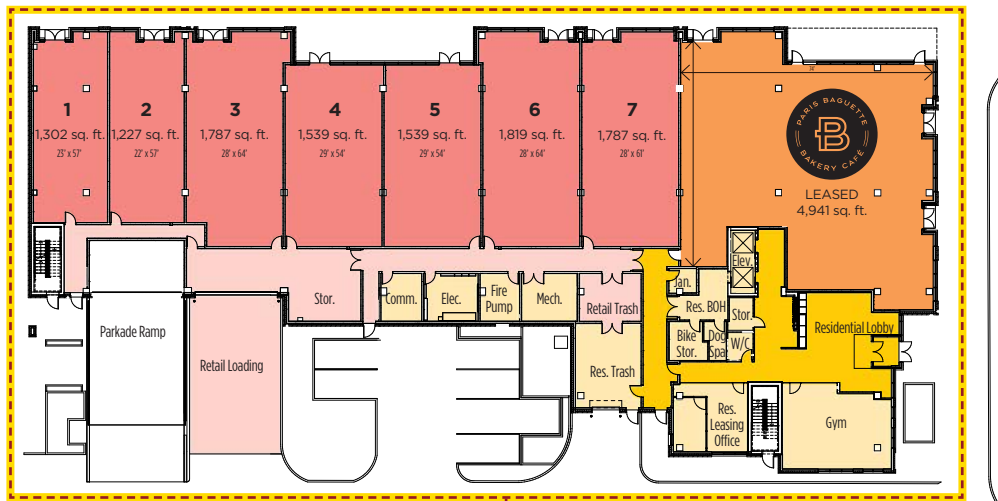 1
1,302 sq. ft.
23' x 57'
2
1,227 sq. ft.
22' x 57'
3
1,787 sq. ft.
28' x 64'
4
1,539 sq. ft.
29' x 54'
5
1,539 sq. ft.
29' x 54'
6
1,819 sq. ft.
28' x 64'
7
1,787 sq. ft.
28' x 61'
PARIS BAGUETTE
B
BAKERY CAFÉ
LEASED
4,941 sq. ft.
Elev.
Stor.
Comm.
Elec.
Fire
Pump
Mech.
Retail Trash
Jan.
Res. BOH
Stor.
Bike
Stor.
Dog
Spa
W/C
Residential Lobby
Parkade Ramp
Retail Loading
Res. Trash
Res.
Leasing
Office
Gym